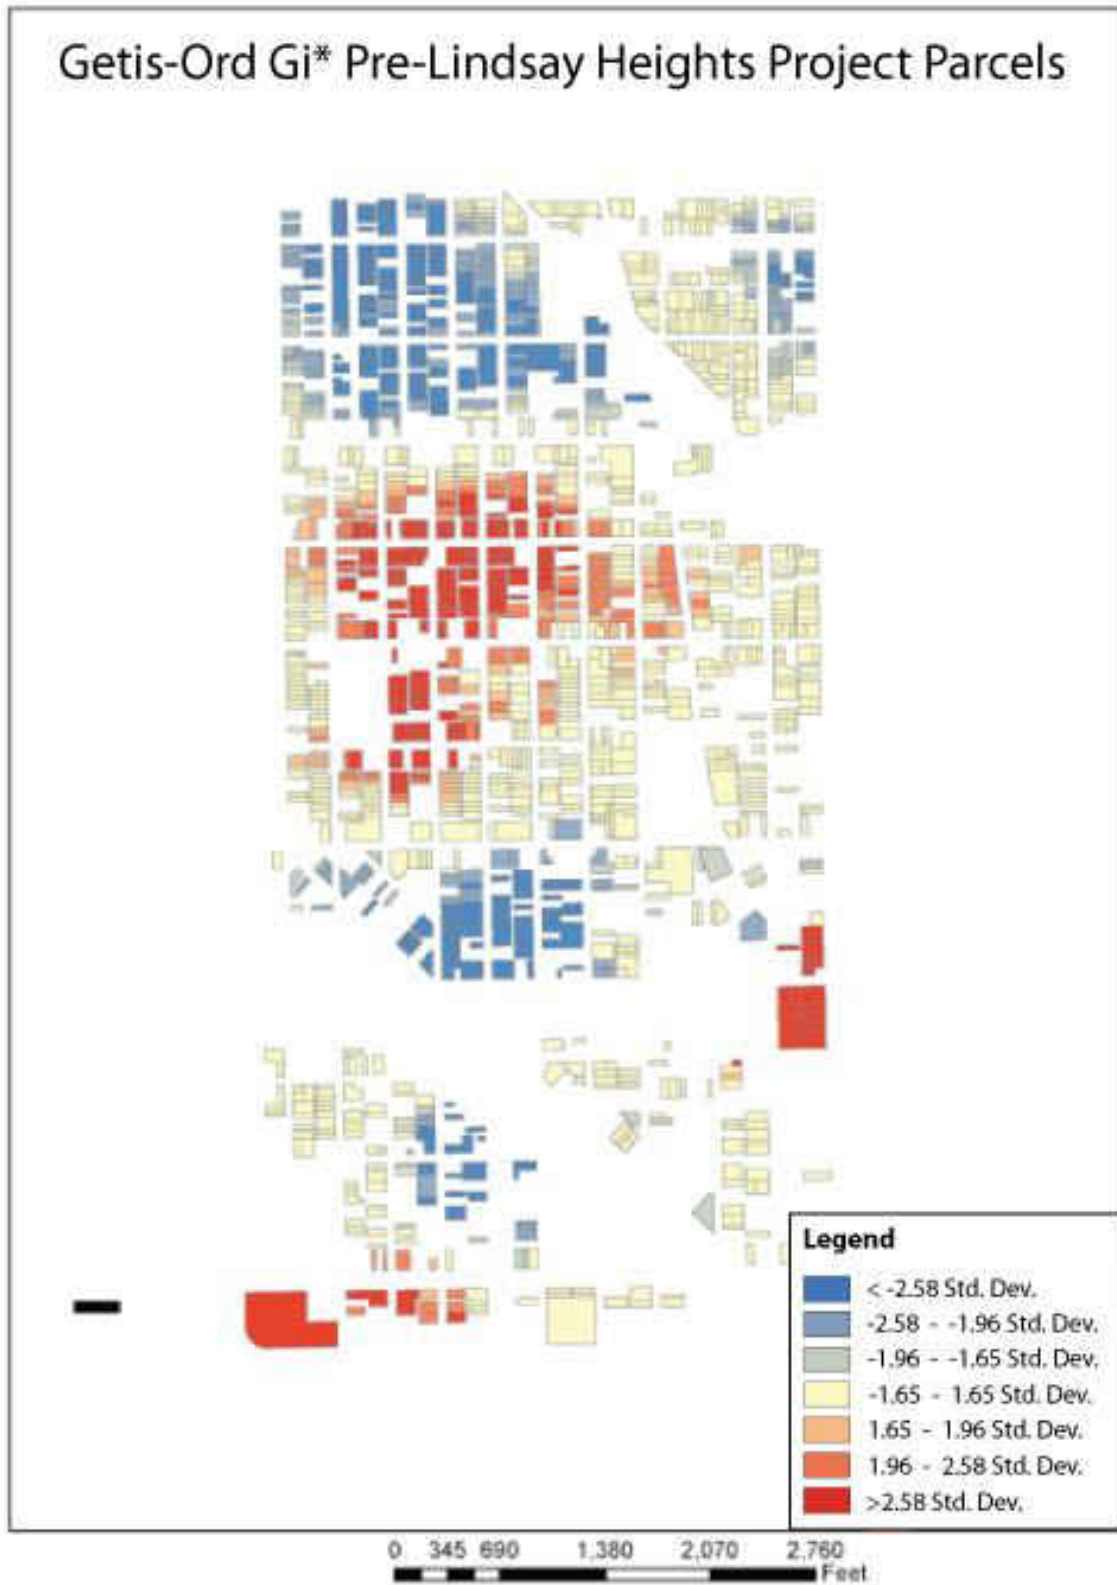 Getis-Ord Gi* Pre-Lindsay Heights Project Parcels
Legend
< -2.58 Std. Dev.
-2.58 - -1.96 Std. Dev.
-1.96 - -1.65 Std. Dev.
-1.65 - 1.65 Std. Dev.
1.65 - 1.96 Std. Dev.
1.96 - 2.58 Std. Dev.
>2.58 Std. Dev.
0 345 690 1,380 2,070 2,760
Feet